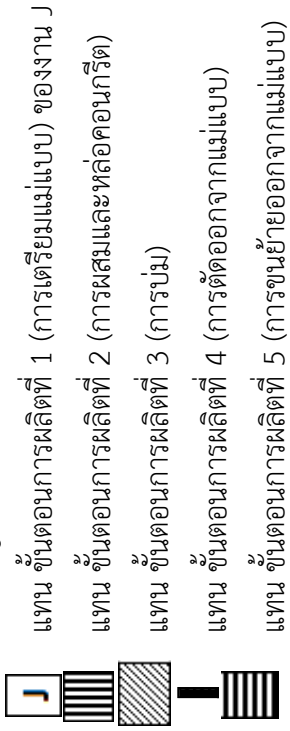 J แทน ขั้นตอนการผลิตที่ 1 (การเตรียมแม่แบบ) ของงาน J
แทน ขั้นตอนการผลิตที่ 2 (การผสมและหล่อคอนกรีต)
แทน ขั้นตอนการผลิตที่ 3 (การบ่ม)
แทน ขั้นตอนการผลิตที่ 4 (การตัดออกจากแม่แบบ)
แทน ขั้นตอนการผลิตที่ 5 (การขนย้ายออกจากแม่แบบ)